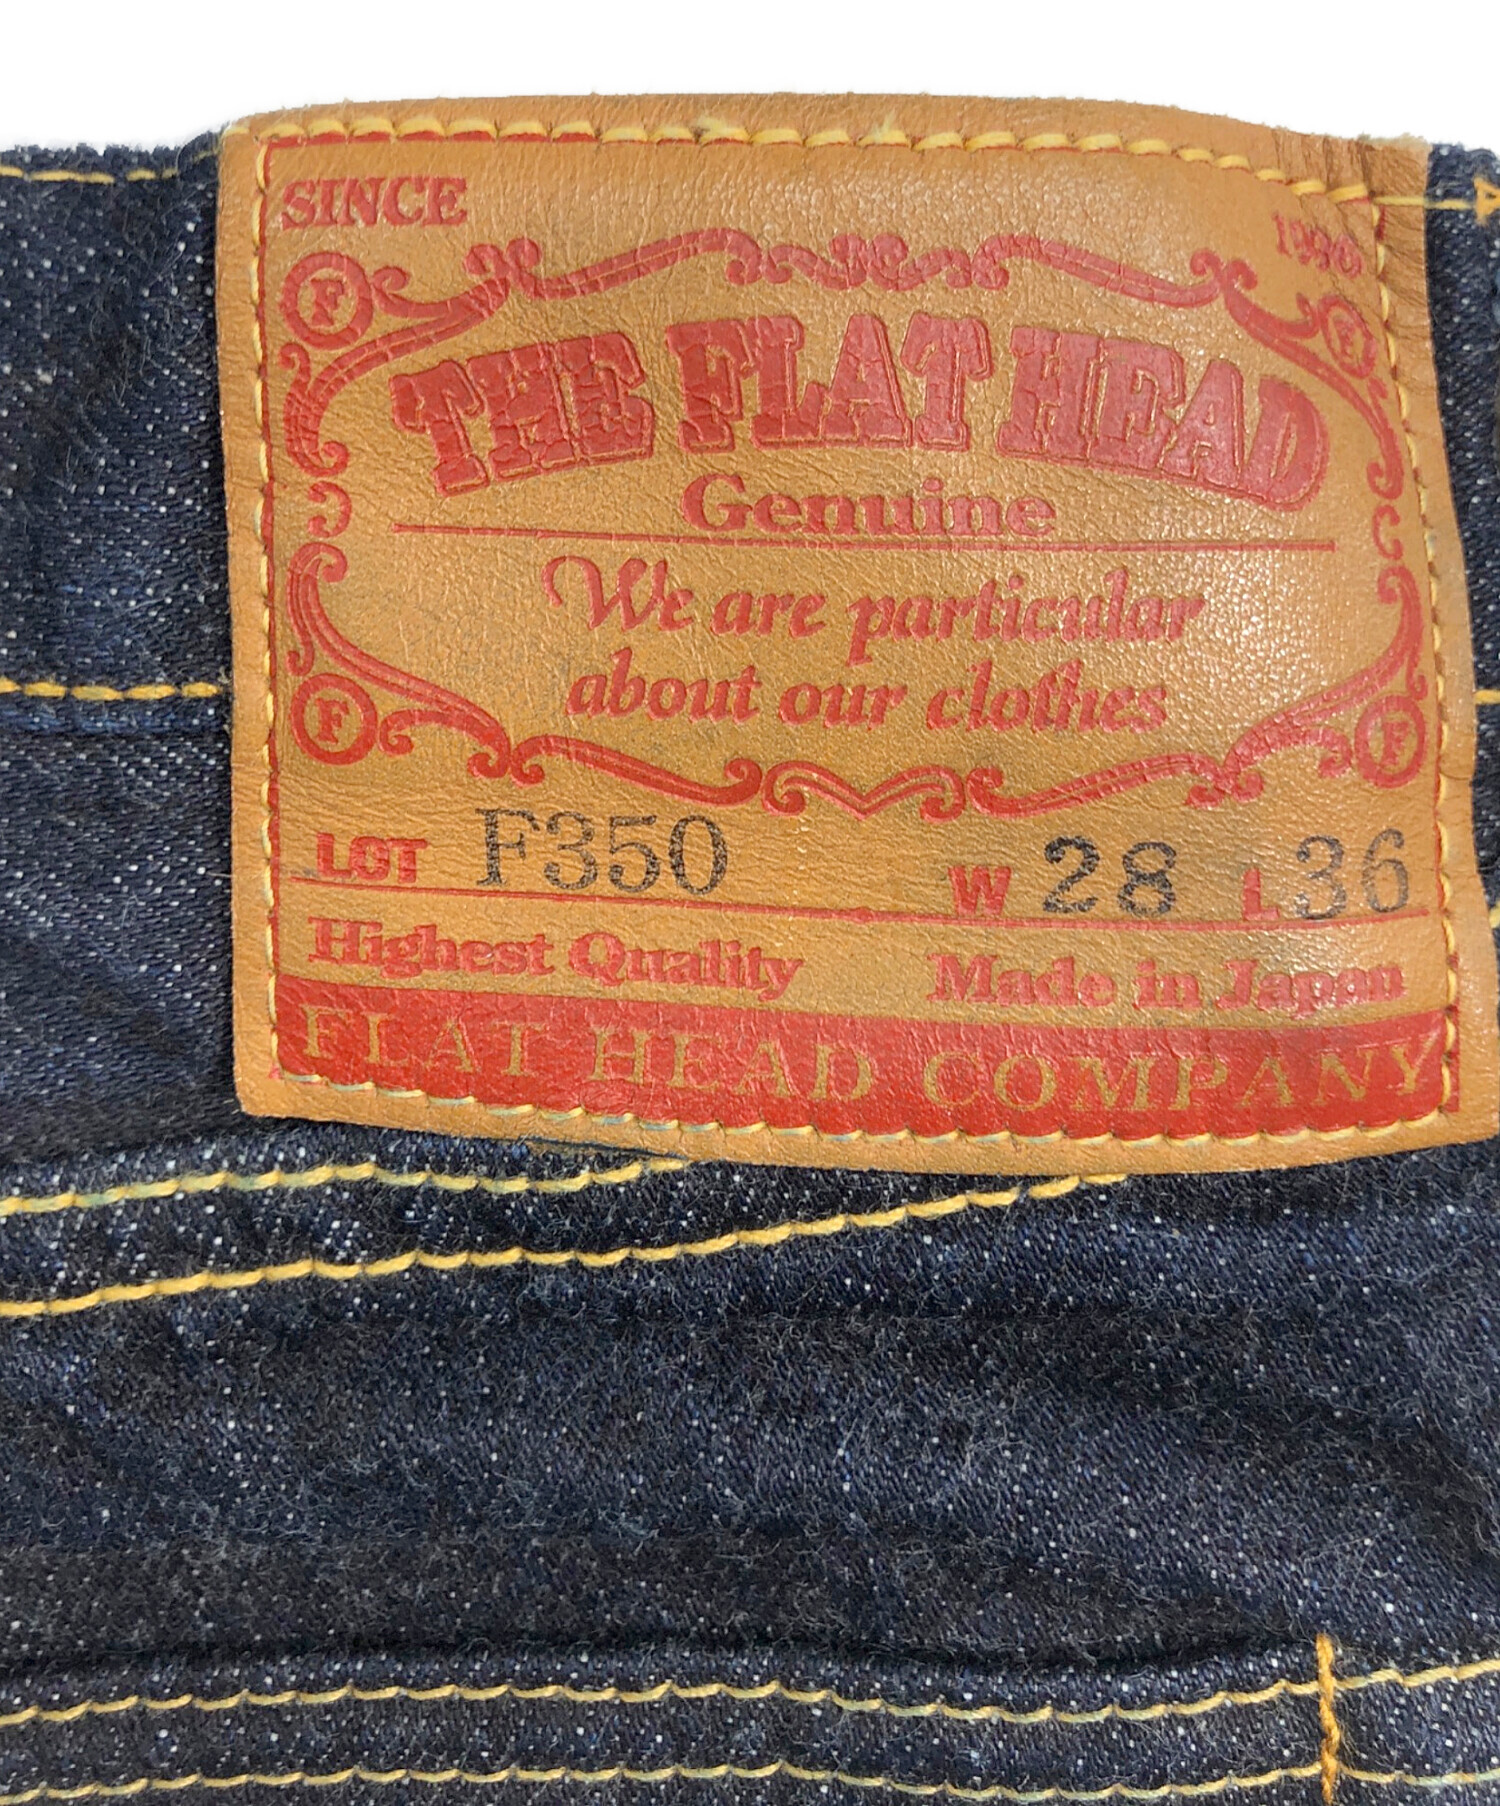 SINCE 1996
F F
THE FLAT HEAD
Genuine
We are particular
about our clothes
F F
LOT F350 W 28 L 36
Highest Quality Made in Japan
FLAT HEAD COMPANY